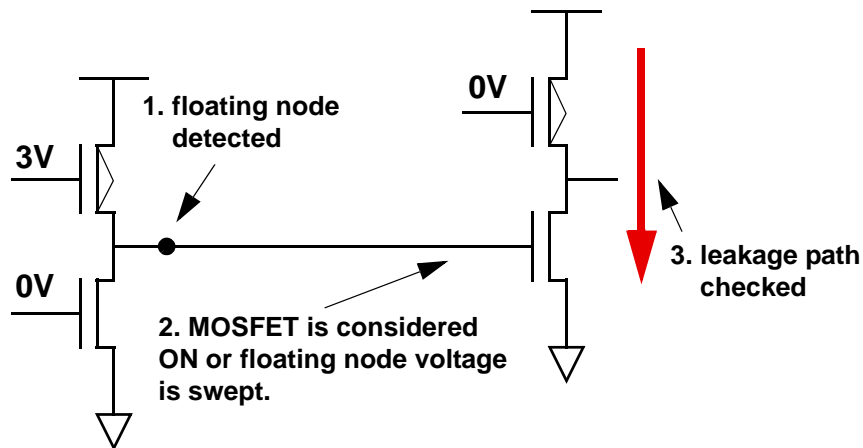 0V
1. floating node
detected
3V
0V
3. leakage path
checked
2. MOSFET is considered
ON or floating node voltage
is swept.